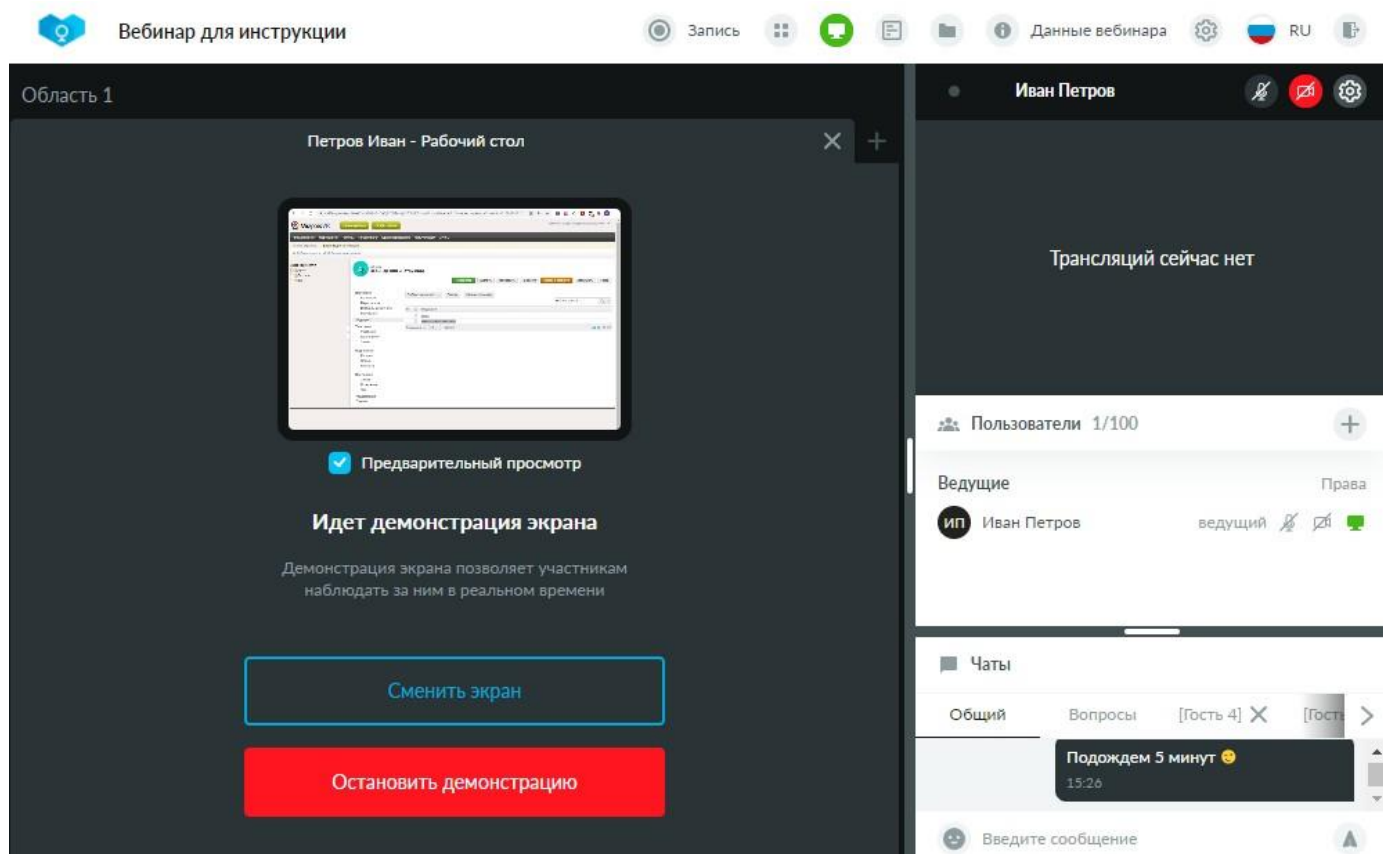 Вебинар для инструкции
Запись
Данные вебинара
RU
Область 1
Петров Иван - Рабочий стол
Предварительный просмотр
Идет демонстрация экрана
Демонстрация экрана позволяет участникам
наблюдать за ним в реальном времени
Сменить экран
Остановить демонстрацию
Иван Петров
Трансляций сейчас нет
Пользователи 1/100
Ведущие Права
ИП Иван Петров ведущий
Чаты
Общий Вопросы [Гость 4] [Гость
Подождем 5 минут 😊
15:26
Введите сообщение